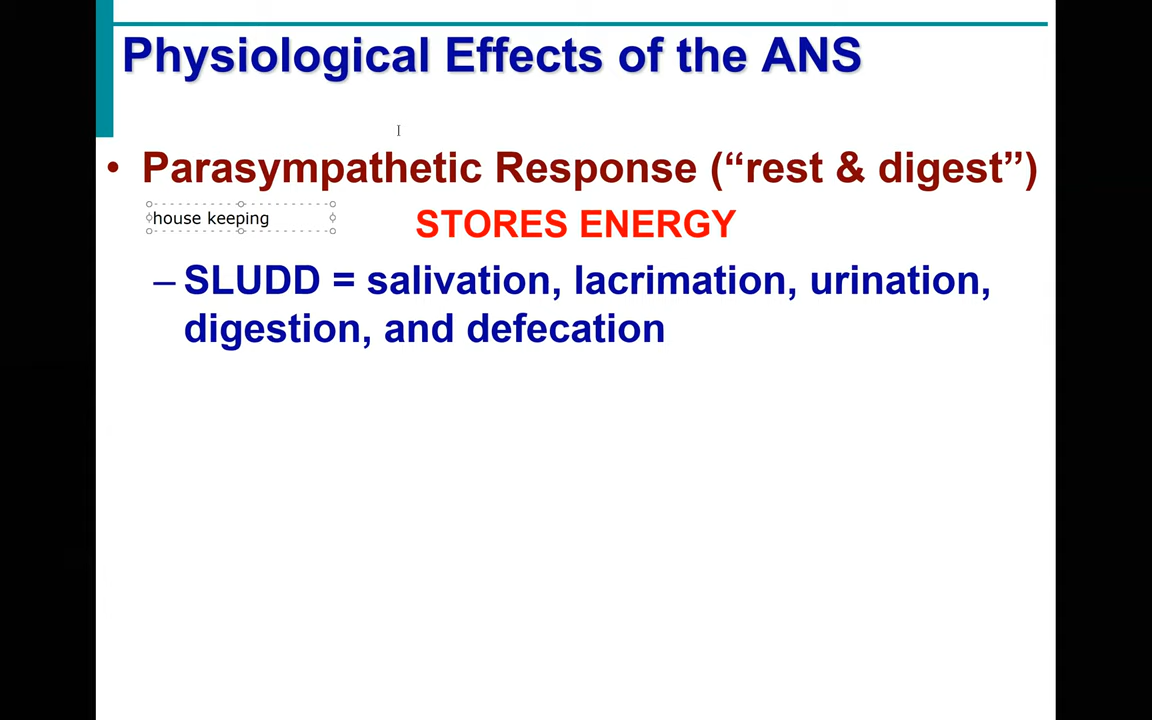 Physiological Effects of the ANS
• Parasympathetic Response (“rest & digest”)
house keeping
STORES ENERGY
– SLUDD = salivation, lacrimation, urination,
digestion, and defecation